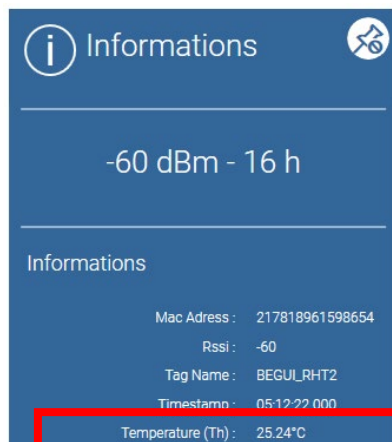 Informations
-60 dBm - 16 h
Informations
Mac Adress : 217818961598654
Rssi : -60
Tag Name : BEGUI_RHT2
Timestamp : 05:12:22.000
Temperature (Th) : 25.24°C